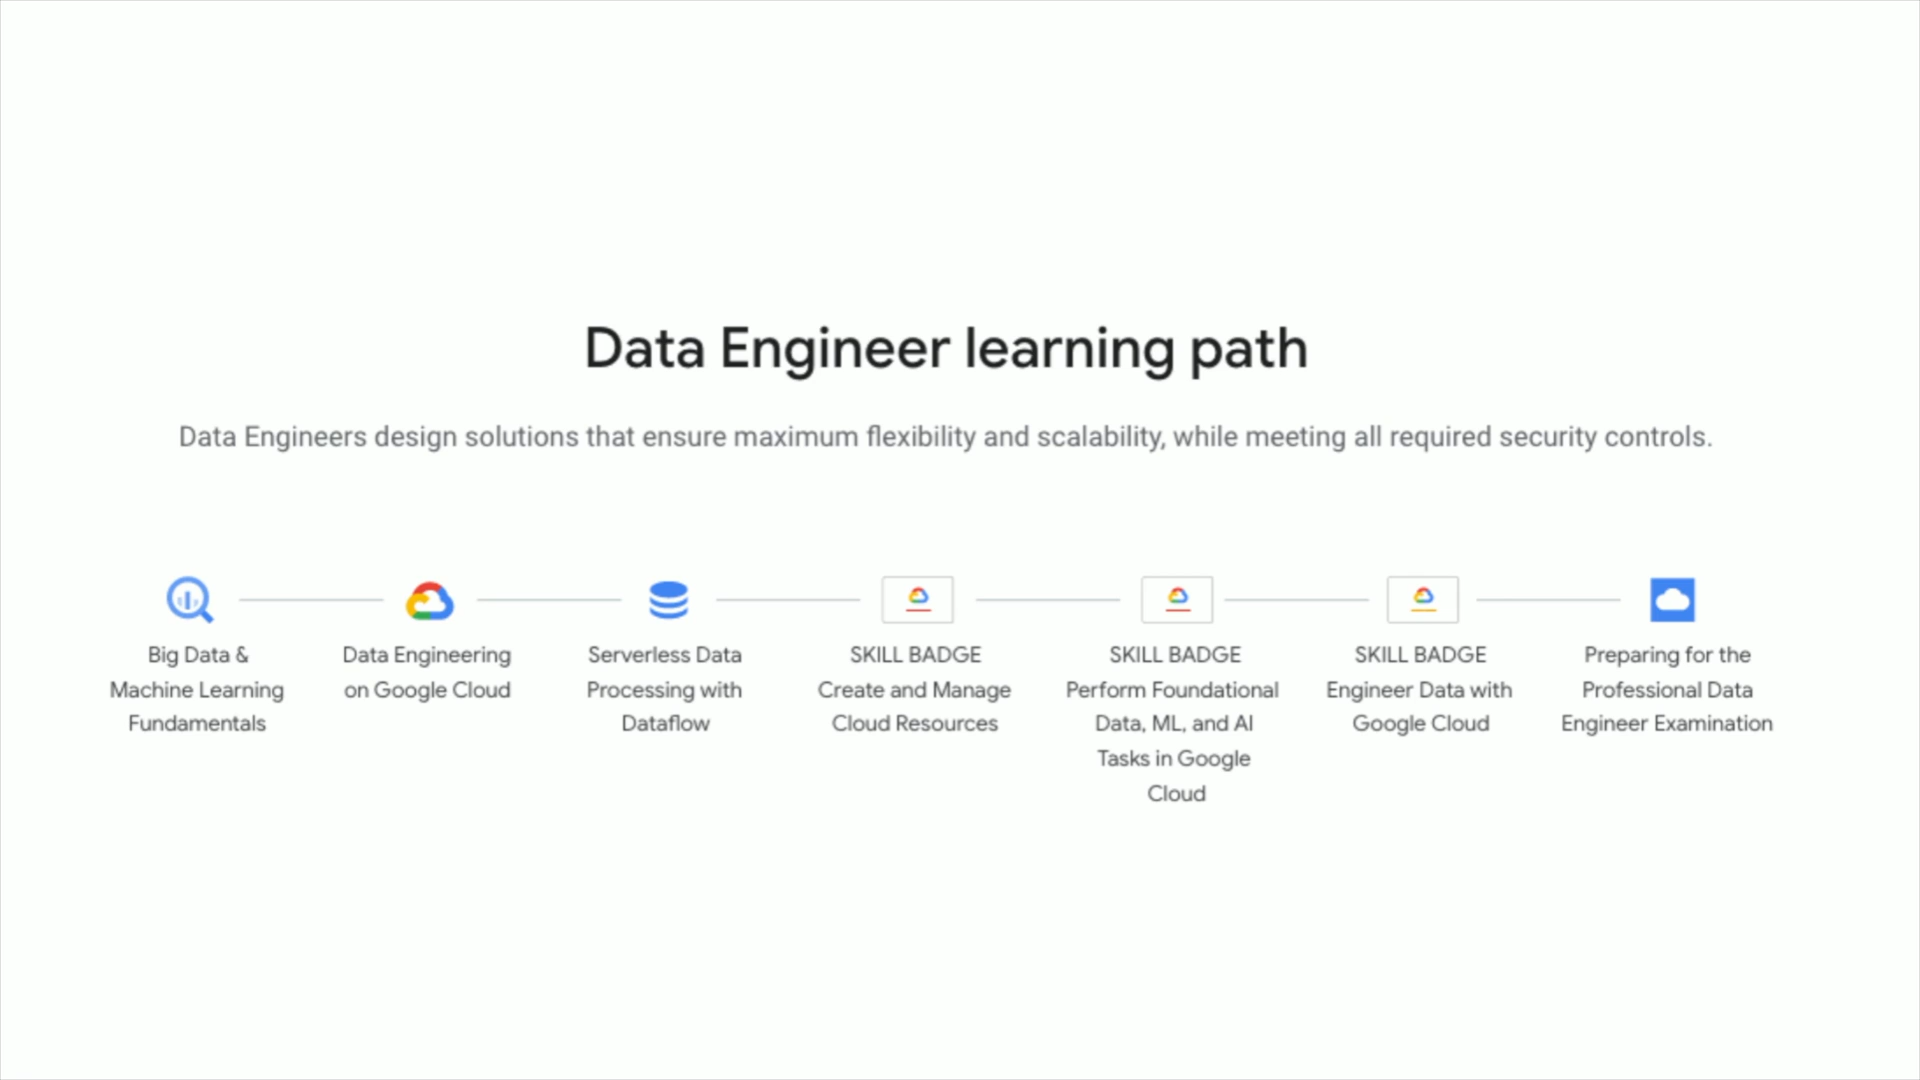 Data Engineer learning path
Data Engineers design solutions that ensure maximum flexibility and scalability, while meeting all required security controls.
Big Data &
Machine Learning
Fundamentals
Data Engineering
on Google Cloud
Serverless Data
Processing with
Dataflow
SKILL BADGE
Create and Manage
Cloud Resources
SKILL BADGE
Perform Foundational
Data, ML, and AI
Tasks in Google
Cloud
SKILL BADGE
Engineer Data with
Google Cloud
Preparing for the
Professional Data
Engineer Examination